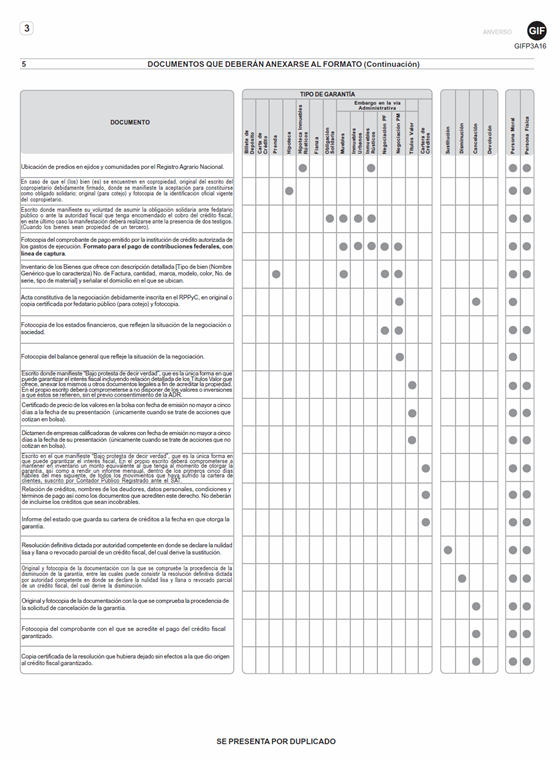 3
ANVERSO
GIF
GIFP3A16
5
DOCUMENTOS QUE DEBERÁN ANEXARSE AL FORMATO (Continuación)
DOCUMENTO
TIPO DE GARANTÍA
Billete de Depósito
Carta de Crédito
Prenda
Hipoteca
Hipoteca Inmuebles Rústicos
Fianza
Obligación Solidaria
Embargo en la vía
Administrativa
Muebles
Inmuebles Urbanos
Inmuebles Rústicos
Negociación PF
Negociación PM
Títulos Valor
Cartera de Créditos
Sustitución
Disminución
Cancelación
Devolución
Persona Moral
Persona Física
Ubicación de predios en ejidos y comunidades por el Registro Agrario Nacional.
En caso de que el (los) bien (es) se encuentren en copropiedad, original del escrito del
copropietario debidamente firmado, donde se manifieste la aceptación para constituirse
como obligado solidario, original (para cotejo) y fotocopia de la identificación oficial vigente
del copropietario.
Escrito donde manifieste su voluntad de asumir la obligación solidaria ante fedatario
público o ante la autoridad fiscal que tenga encomendado el cobro del crédito fiscal,
en este último caso la manifestación deberá realizarse ante la presencia de dos testigos.
(Cuando los bienes sean propiedad de un tercero).
Fotocopia del comprobante de pago emitido por la institución de crédito autorizada de
los gastos de ejecución. Formato para el pago de contribuciones federales, con
línea de captura.
Inventario de los Bienes que ofrece con descripción detallada [Tipo de bien (Nombre
Genérico que lo caracteriza) No. de Factura, cantidad, marca, modelo, color, No. de
serie, tipo de material] y señalar el domicilio en el que se ubican.
Acta constitutiva de la negociación debidamente inscrita en el RPPyC, en original o
copia certificada por fedatario público (para cotejo) y fotocopia.
Fotocopia de los estados financieros, que reflejen la situación de la negociación o
sociedad.
Fotocopia del balance general que refleje la situación de la negociación.
Escrito donde manifieste "Bajo protesta de decir verdad", que es la única forma en que
puede garantizar el interés fiscal incluyendo relación detallada de los Títulos Valor que
ofrece, anexar los mismos u otros documentos legales a fin de acreditar la propiedad.
En el propio escrito deberá comprometerse a no disponer de los valores o inversiones
a que éstos se refieren, sin el previo consentimiento de la ADR.
Certificado de precio de los valores en la bolsa con fecha de emisión no mayor a cinco
días a la fecha de su presentación (únicamente cuando se trate de acciones que
cotizan en bolsa).
Dictamen de empresas calificadoras de valores con fecha de emisión no mayor a cinco
días a la fecha de su presentación (únicamente cuando se trate de acciones que no
cotizan en bolsa).
Escrito en el que manifiesté "Bajo protesta de decir verdad", que es la única forma en
que puede garantizar el interés fiscal. En el propio escrito deberá comprometerse a
mantener en inventario un monto equivalente al que tenga al momento de otorgar la
garantía, así como a rendir un informe mensual, dentro de los primeros cinco días
hábiles del mes siguiente, de todos los movimientos que haya sufrido la cartera de
clientes, suscrito por Contador Público Registrado ante el SAT.
Relación de créditos, nombres de los deudores, datos personales, condiciones y
términos de pago así como los documentos que acrediten este derecho. No deberán
de incluirse los créditos que sean incobrables.
Informe del estado que guarda su cartera de créditos a la fecha en que otorga la
garantía.
Resolución definitiva dictada por autoridad competente en donde se declare la nulidad
lisa y llana o revocado parcial de un crédito fiscal, del cual derive la sustitución.
Original y fotocopia de la documentación con la que se compruebe la procedencia de la
disminución de la garantía, entre las cuales puede consistir la resolución definitiva dictada
por autoridad competente en donde se declare la nulidad lisa y llana o revocado parcial
de un crédito fiscal, del cual derive la disminución.
Original y fotocopia de la documentación con la que se compruebe la procedencia de
la solicitud de cancelación de la garantía.
Fotocopia del comprobante con el que se acredite el pago del crédito fiscal
garantizado.
Copia certificada de la resolución que hubiera dejado sin efectos a la que dio origen
al crédito fiscal garantizado.
SE PRESENTA POR DUPLICADO